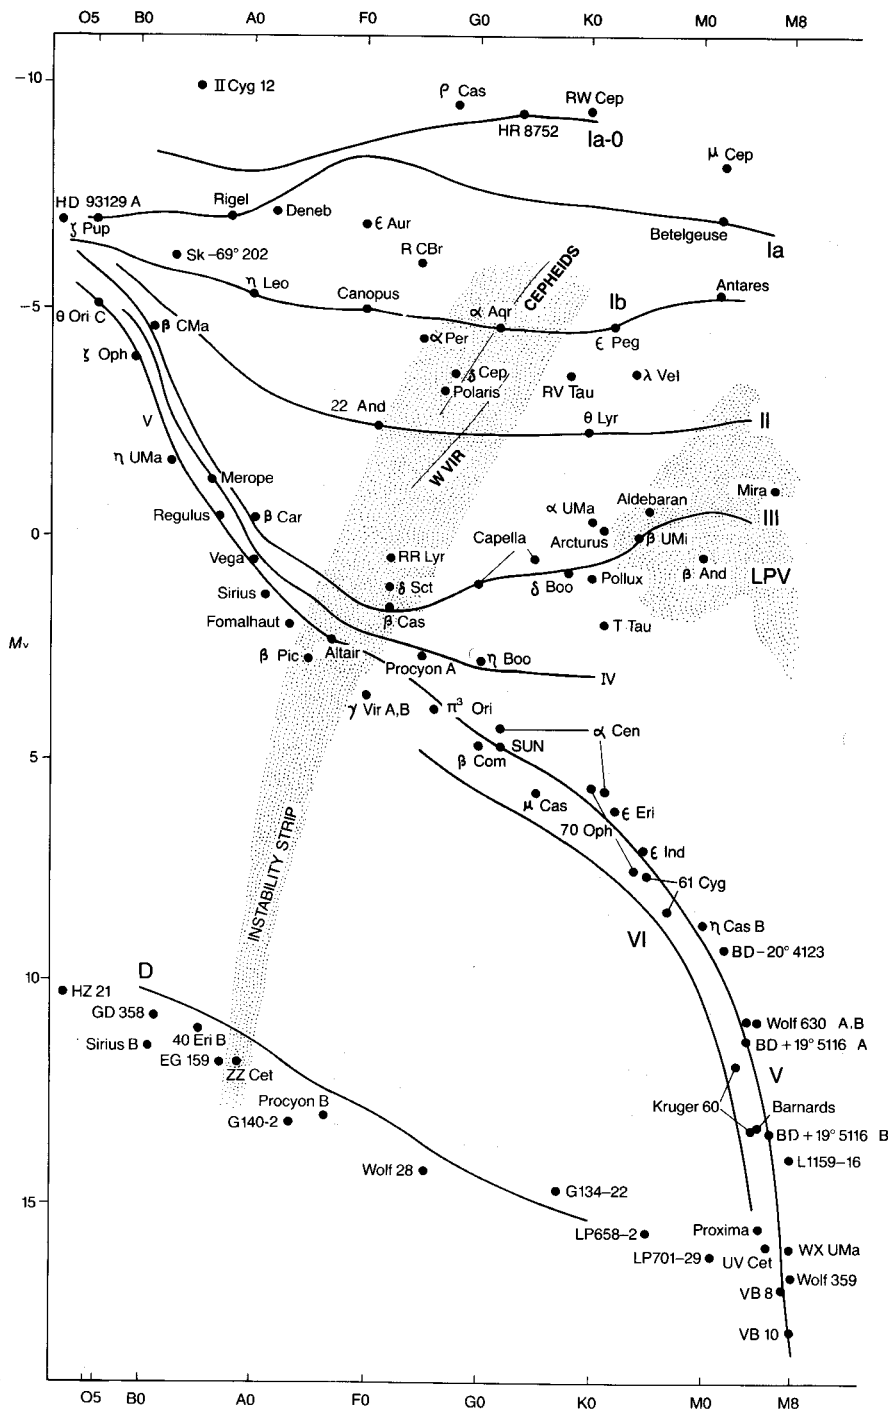 O5 B0 A0 F0 G0 K0 M0 M8
−10
II Cyg 12
ρ Cas
RW Cep
HR 8752
Ia-0
μ Cep
HD 93129 A
Rigel
Deneb
ζ Pup
ϵ Aur
Betelgeuse
Ia
Sk −69° 202
R CBr
η Leo
CEPHEIDS
Canopus
Ib
Antares
−5
α Aqr
θ Ori C
β CMa
α Per
ϵ Peg
ζ Oph
δ Cep
RV Tau
λ Vel
Polaris
22 And
θ Lyr
II
V
W VIR
η UMa
Merope
Mira
Aldebaran
α UMa
Regulus
β Car
III
0
Capella
Arcturus
β UMi
Vega
RR Lyr
β And
LPV
δ Sct
δ Boo
Pollux
Sirius
Fomalhaut
β Cas
T Tau
Mv
Altair
β Pic
Procyon A
η Boo
IV
γ Vir A,B
π³ Ori
α Cen
SUN
5
β Com
μ Cas
ϵ Eri
70 Oph
INSTABILITY STRIP
ϵ Ind
61 Cyg
η Cas B
VI
BD−20° 4123
D
10
HZ 21
GD 358
Wolf 630 A,B
40 Eri B
Sirius B
BD+19° 5116 A
EG 159
ZZ Cet
V
Procyon B
Kruger 60
Barnards
G140-2
BD+19° 5116 B
L1159−16
Wolf 28
G134−22
15
Proxima
LP658−2
WX UMa
LP701−29
UV Cet
Wolf 359
VB 8
VB 10
O5 B0 A0 F0 G0 K0 M0 M8